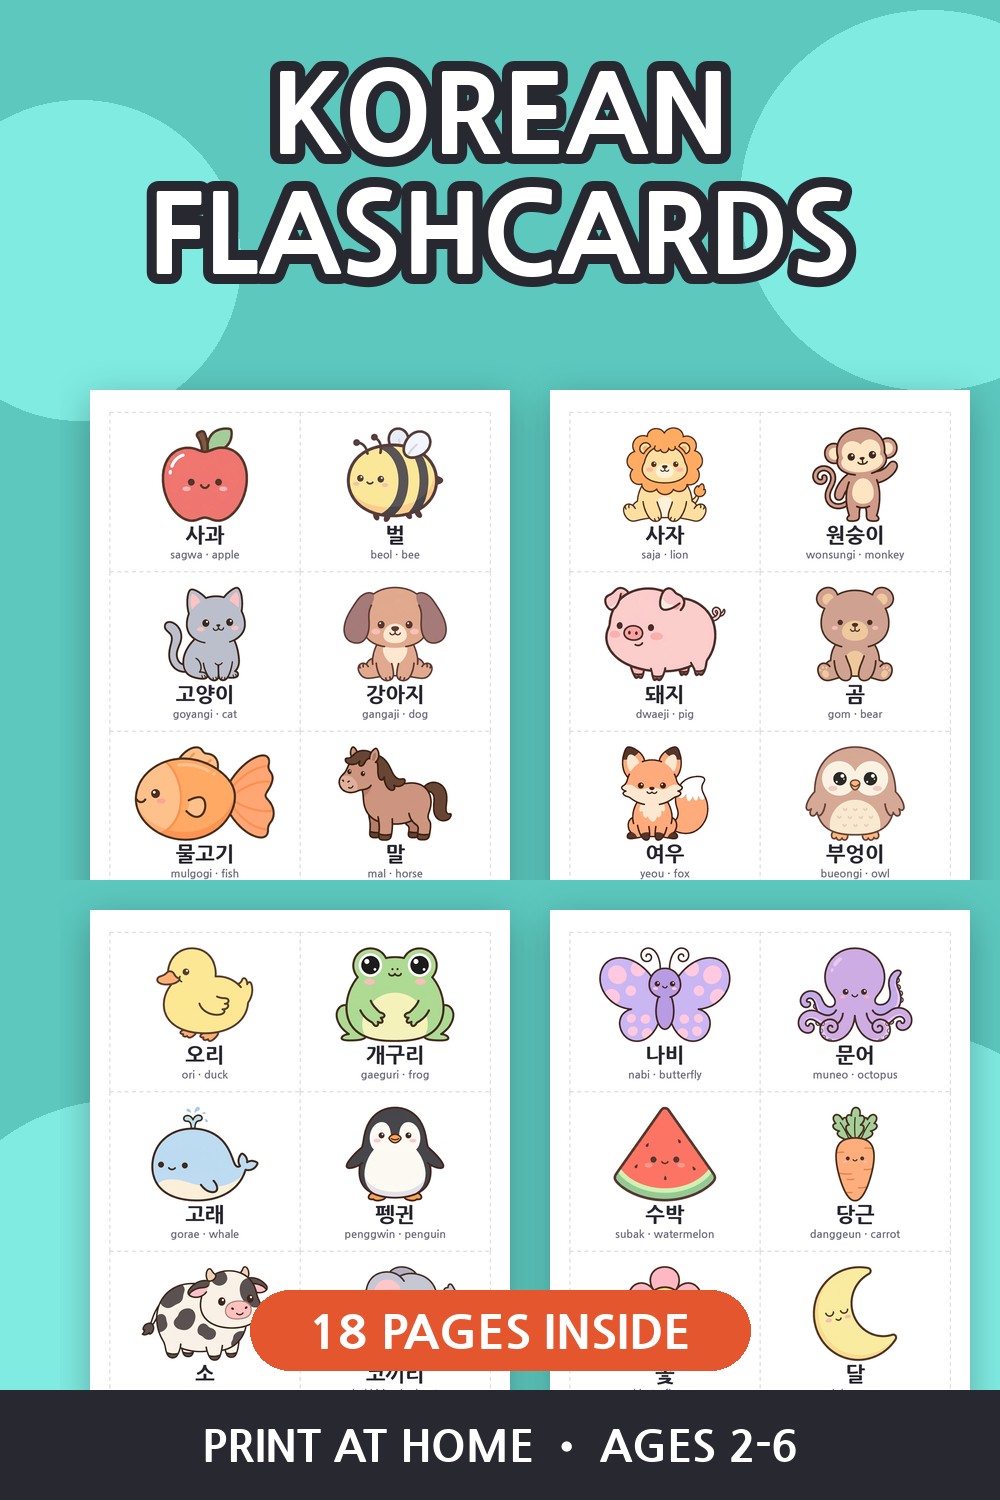 KOREAN
FLASHCARDS
사과
sagwa · apple
벌
beol · bee
사자
saja · lion
원숭이
wonsungi · monkey
고양이
goyangi · cat
강아지
gangaji · dog
돼지
dwaeji · pig
곰
gom · bear
물고기
mulgogi · fish
말
mal · horse
여우
yeou · fox
부엉이
bueongi · owl
오리
ori · duck
개구리
gaeguri · frog
나비
nabi · butterfly
문어
muneo · octopus
고래
gorae · whale
펭귄
penggwin · penguin
수박
subak · watermelon
당근
danggeun · carrot
소
코끼리
꽃
달
18 PAGES INSIDE
PRINT AT HOME • AGES 2-6